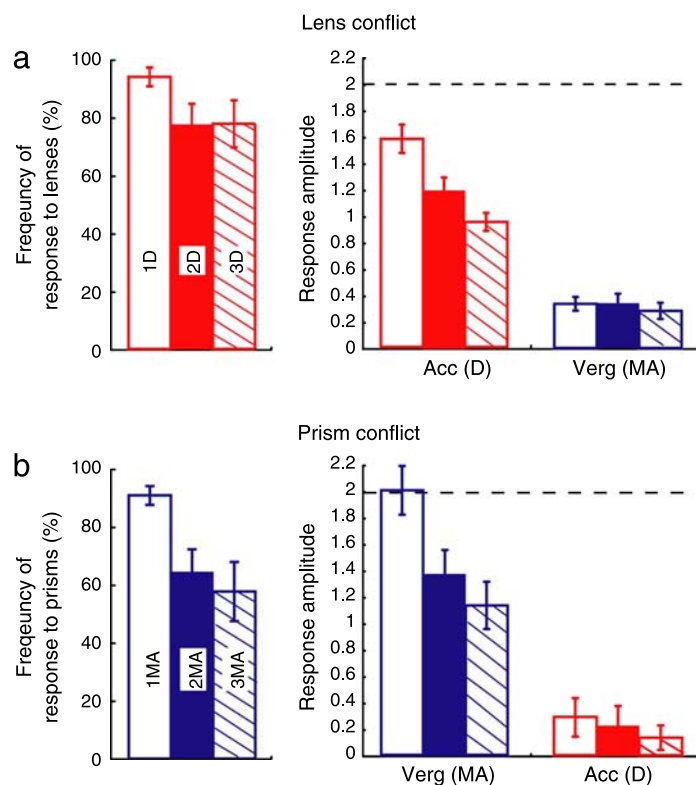 Lens conflict
a
Freqeuncy of
response to lenses (%)
100
80
60
40
20
0
1D
2D
3D
Response amplitude
2.2
2
1.8
1.6
1.4
1.2
1
0.8
0.6
0.4
0.2
0
Acc (D)
Verg (MA)
Prism conflict
b
Freqeuncy of
response to prisms (%)
100
80
60
40
20
0
1MA
2MA
3MA
Response amplitude
2.2
2
1.8
1.6
1.4
1.2
1
0.8
0.6
0.4
0.2
0
Verg (MA)
Acc (D)